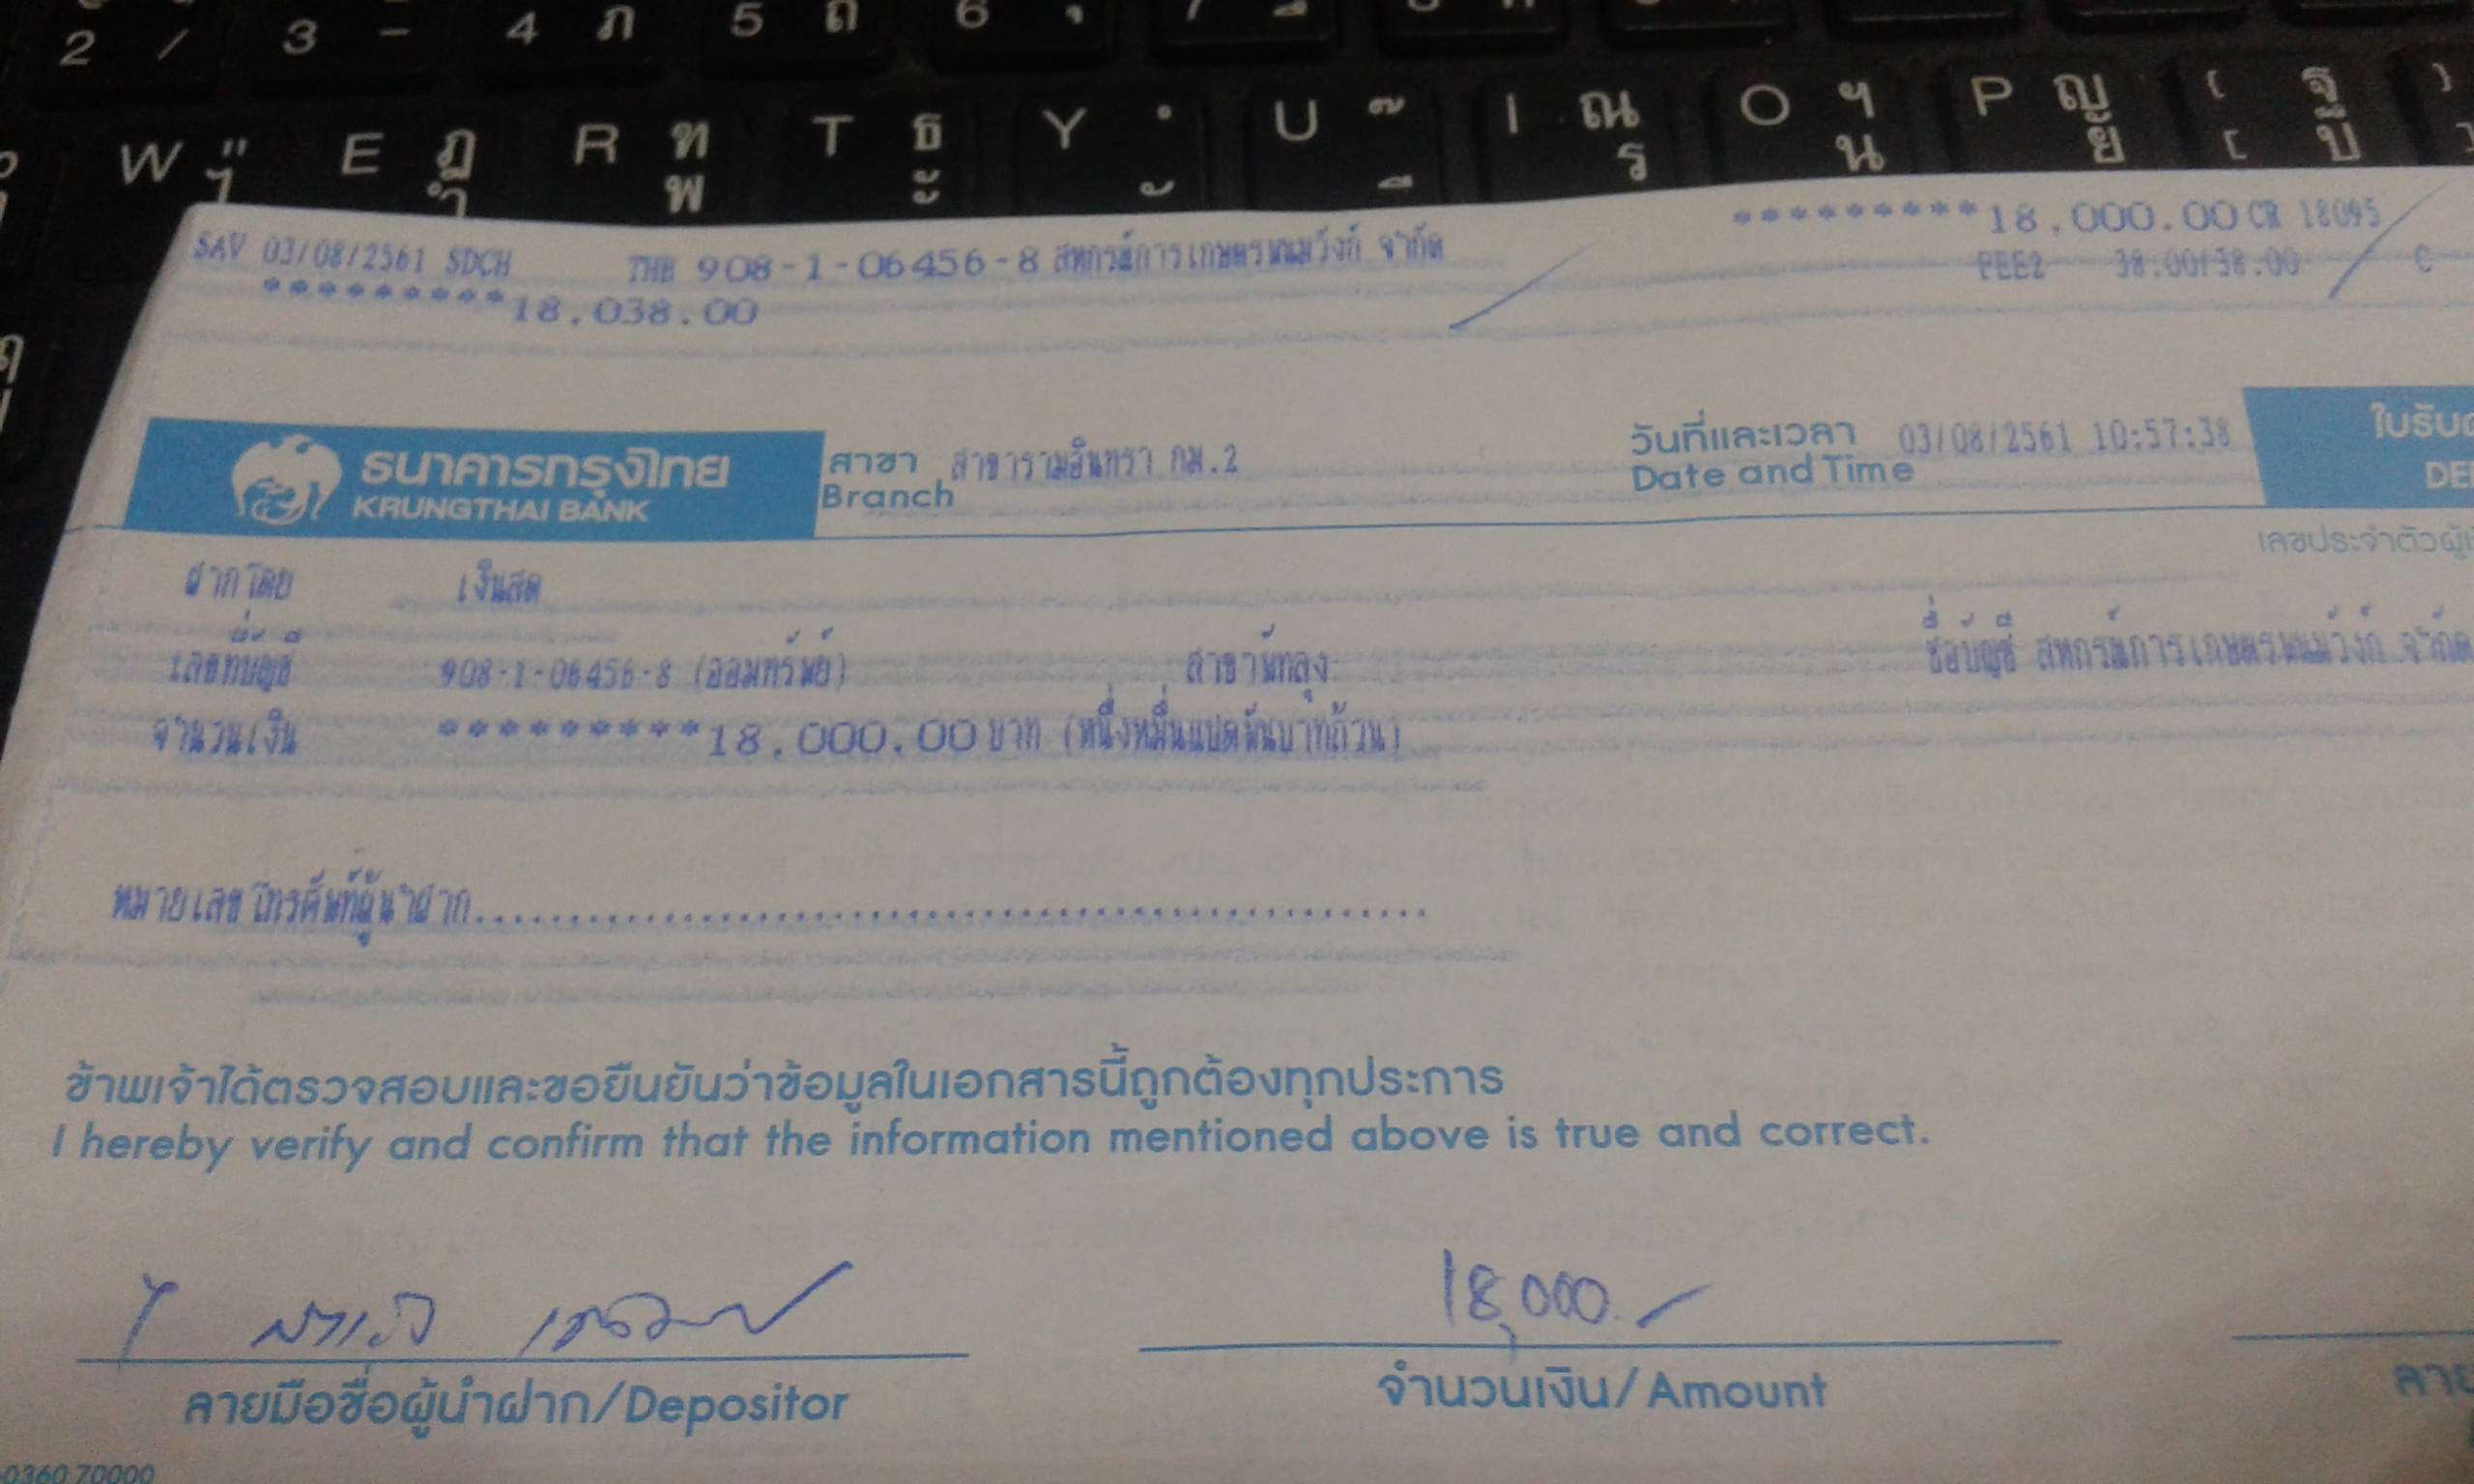 2 / 3 - 4 ภ 5 ถ 6 ุ
W " ไ E ฎ ำ R ฑ พ T ธ ะ Y ํ ั U ๊ ี I ณ ร O ฯ น P ญ ย { ฐ [ บ }
*********18,000.00 CR 18095
SAV 03/08/2561 SDCH THB 908-1-06456-8 สหกรณ์การเกษตรพนมวังก์ จำกัด
FEE2 38.00/38.00 C
*********18,038.00
ธนาคารกรุงไทย
KRUNGTHAI BANK
สาขา สาขารามอินทรา กม.2
Branch
วันที่และเวลา 03/08/2561 10:57:38
Date and Time
ใบรับ
DE
เลขประจำตัวผู้
ฝากโดย เงินสด
เลขที่บัญชี 908-1-06456-8 (ออมทรัพย์) สาขาพัทลุง ชื่อบัญชี สหกรณ์การเกษตรพนมวังก์ จำกัด
จำนวนเงิน *********18,000.00 บาท (หนึ่งหมื่นแปดพันบาทถ้วน)
หมายเลขโทรศัพท์ผู้นำฝาก..................................................
ข้าพเจ้าได้ตรวจสอบและขอยืนยันว่าข้อมูลในเอกสารนี้ถูกต้องทุกประการ
I hereby verify and confirm that the information mentioned above is true and correct.
18,000.-
ลายมือชื่อผู้นำฝาก/Depositor
จำนวนเงิน/Amount
ลาย
0360 70000